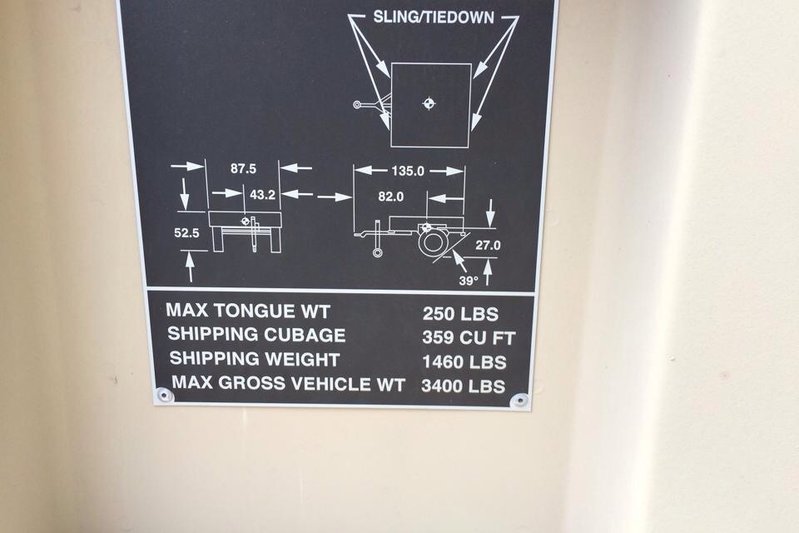 SLING/TIEDOWN
87.5
43.2
52.5
135.0
82.0
27.0
39°
MAX TONGUE WT 250 LBS
SHIPPING CUBAGE 359 CU FT
SHIPPING WEIGHT 1460 LBS
MAX GROSS VEHICLE WT 3400 LBS